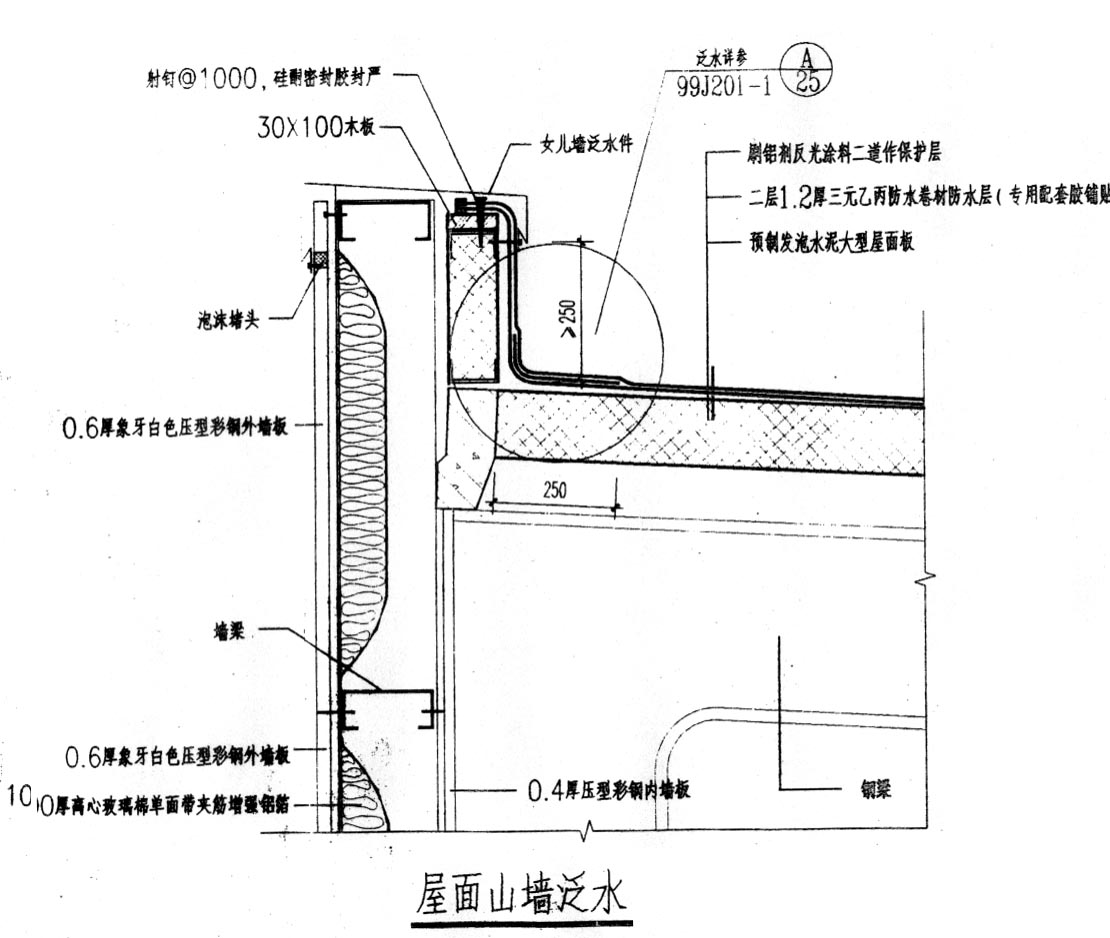 泛水详参
99J201-1
A
25
射钉@1000,硅酮密封胶封严
30X100木板
女儿墙泛水件
刷铝剂反光涂料二道作保护层
二层1.2厚三元乙丙防水卷材防水层(专用配套胶铺贴
预制发泡水泥大型屋面板
泡沫堵头
≥250
0.6厚象牙白色压型彩钢外墙板
250
墙梁
0.6厚象牙白色压型彩钢外墙板
100厚离心玻璃棉单面带夹筋增强铝箔
0.4厚压型彩钢内墙板
钢梁
屋面山墙泛水